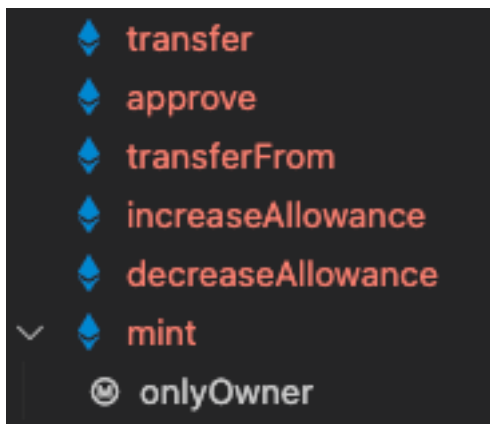 transfer
approve
transferFrom
increaseAllowance
decreaseAllowance
mint
onlyOwner